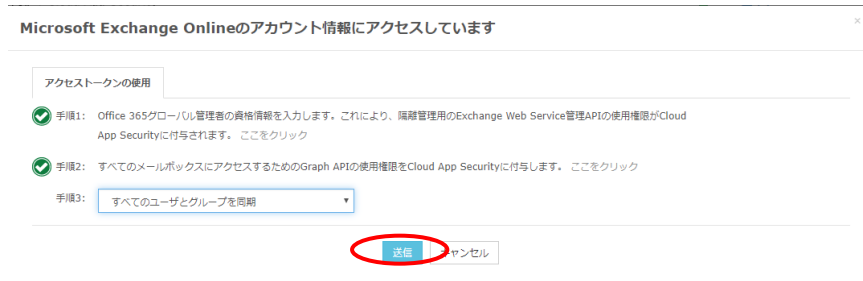 Microsoft Exchange Onlineのアカウント情報にアクセスしています
×
アクセストークンの使用
手順1: Office 365グローバル管理者の資格情報を入力します。これにより、隔離管理用のExchange Web Service管理APIの使用権限がCloud
App Securityに付与されます。 ここをクリック
手順2: すべてのメールボックスにアクセスするためのGraph APIの使用権限をCloud App Securityに付与します。 ここをクリック
手順3: すべてのユーザとグループを同期
送信 キャンセル